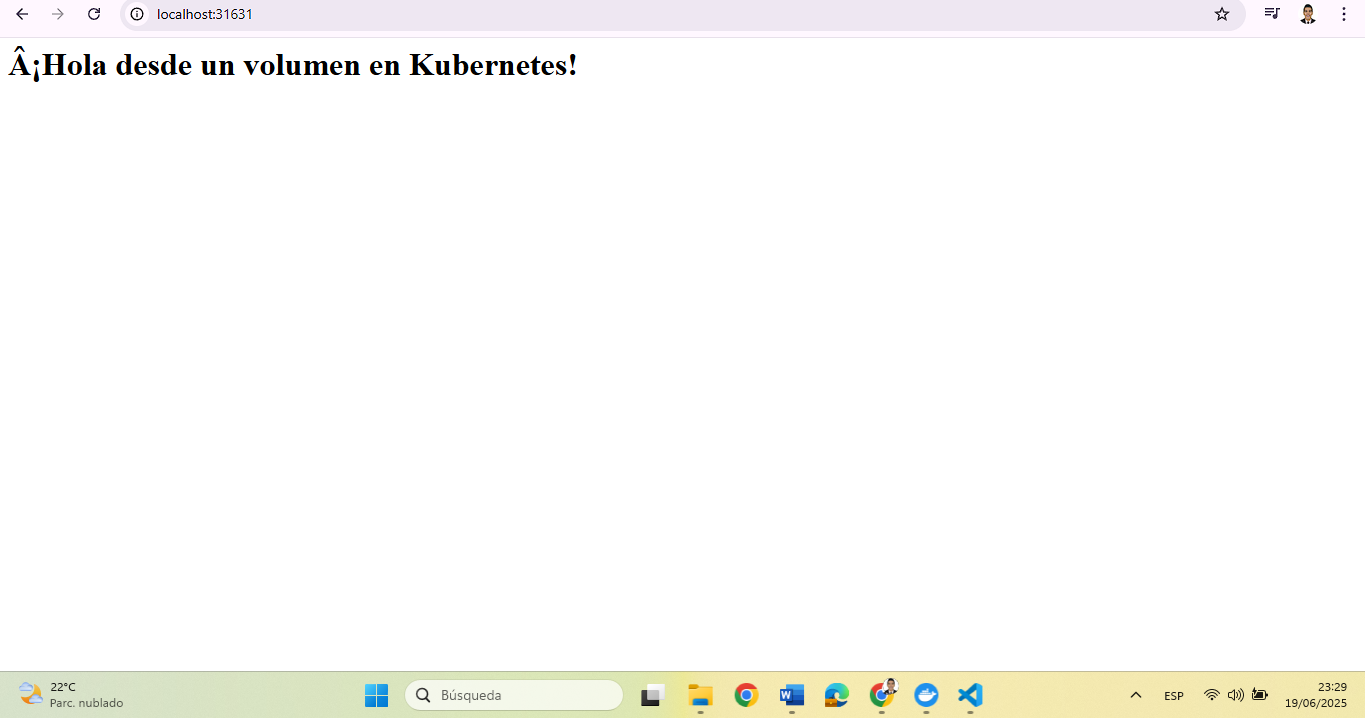 localhost:31631
Â¡Hola desde un volumen en Kubernetes!
22°C
Parc. nublado
Búsqueda
W
ESP
23:29
19/06/2025